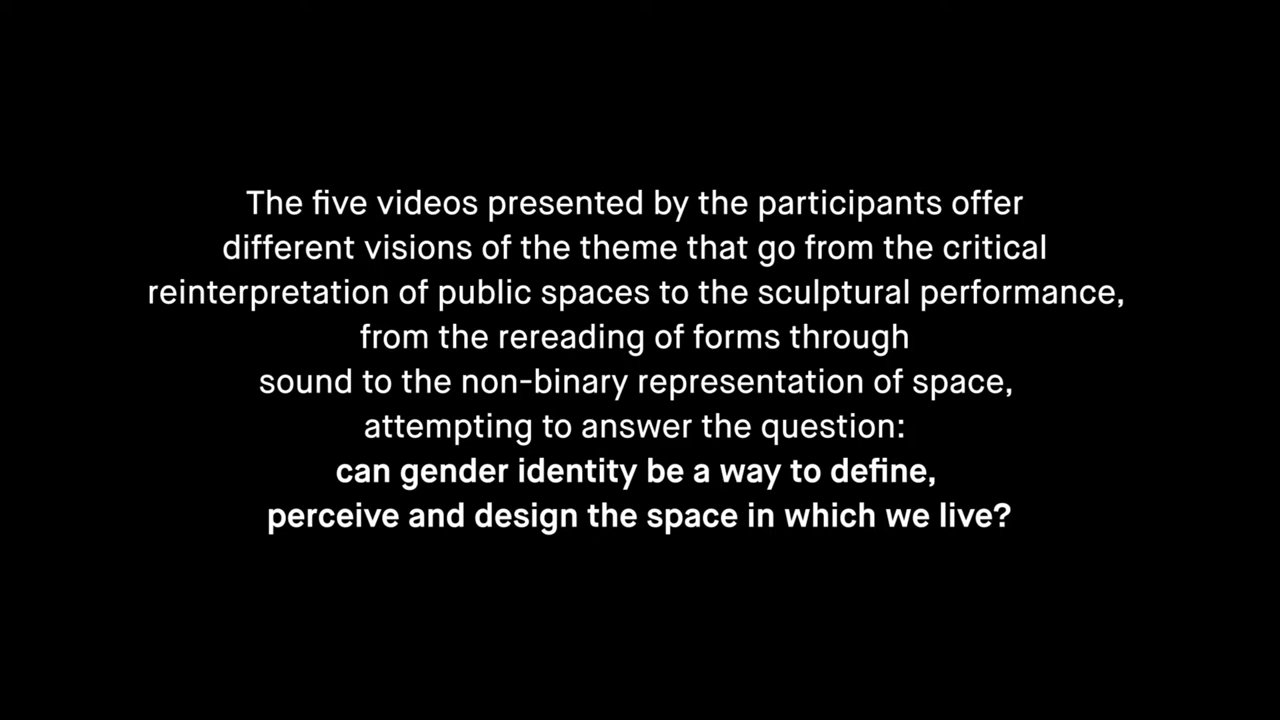 The five videos presented by the participants offer
different visions of the theme that go from the critical
reinterpretation of public spaces to the sculptural performance,
from the rereading of forms through
sound to the non-binary representation of space,
attempting to answer the question:
can gender identity be a way to define,
perceive and design the space in which we live?